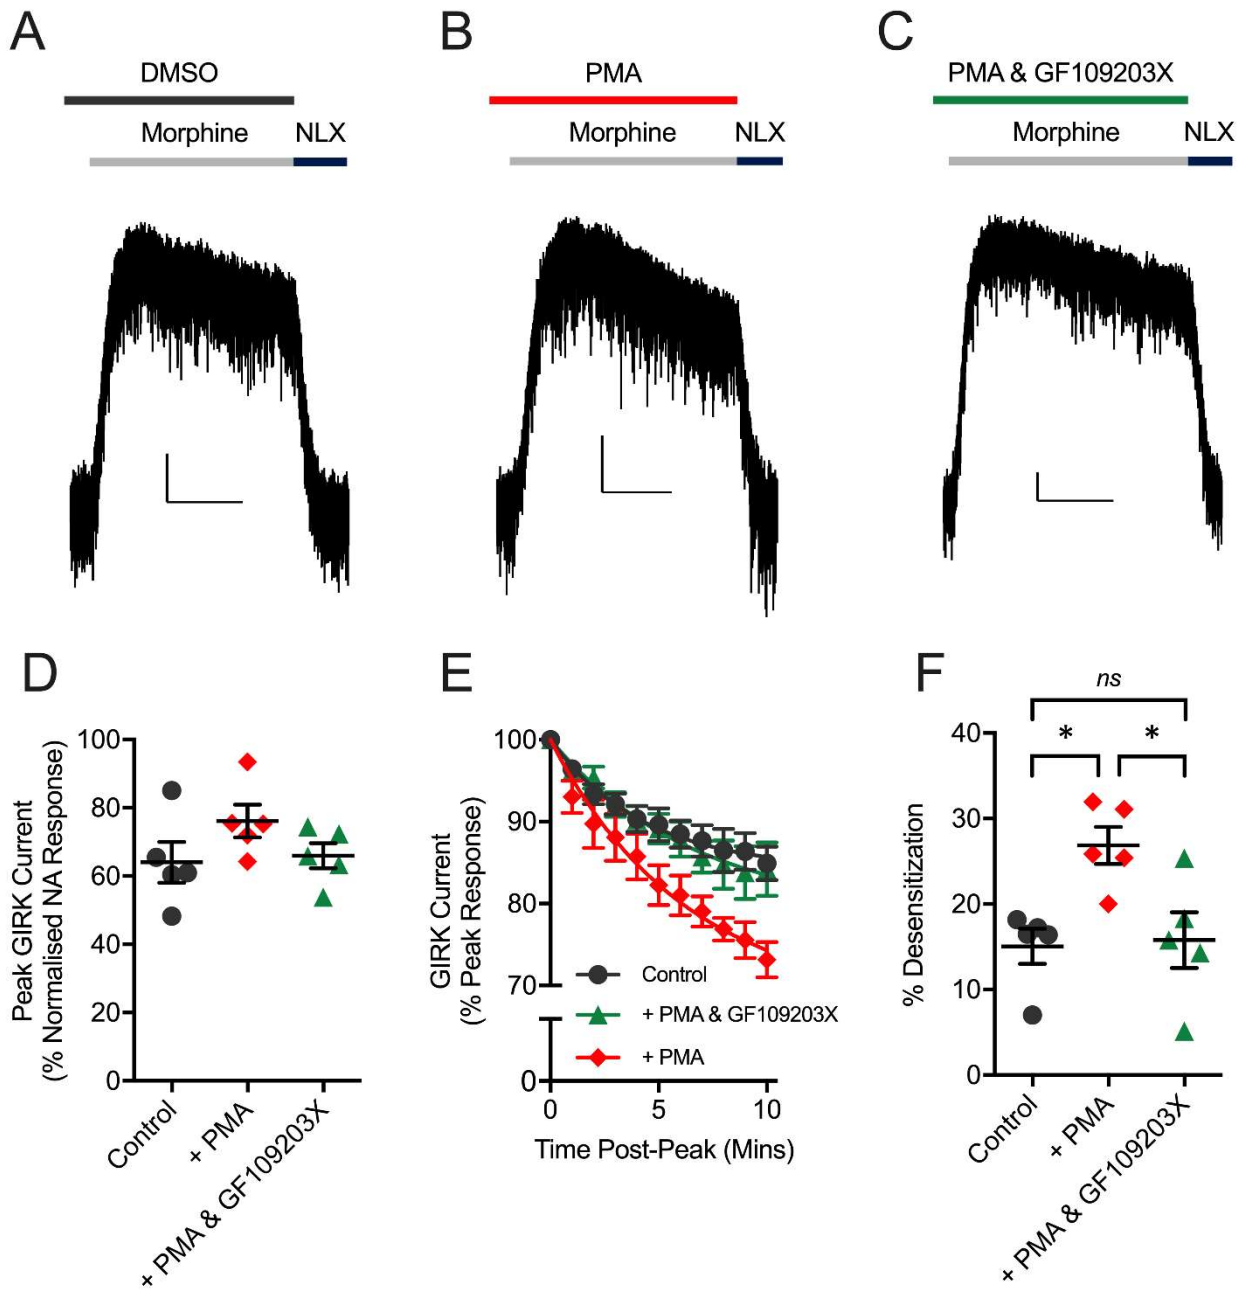 A
DMSO
Morphine NLX
B
PMA
Morphine NLX
C
PMA & GF109203X
Morphine NLX
D
Peak GIRK Current
(% Normalised NA Response)
100
80
60
40
20
0
Control
+ PMA
+ PMA & GF109203X
E
GIRK Current
(% Peak Response)
100
90
80
70
0
Control
+ PMA & GF109203X
+ PMA
0 5 10
Time Post-Peak (Mins)
F
ns
* *
% Desensitization
40
30
20
10
0
Control
+ PMA
+ PMA & GF109203X